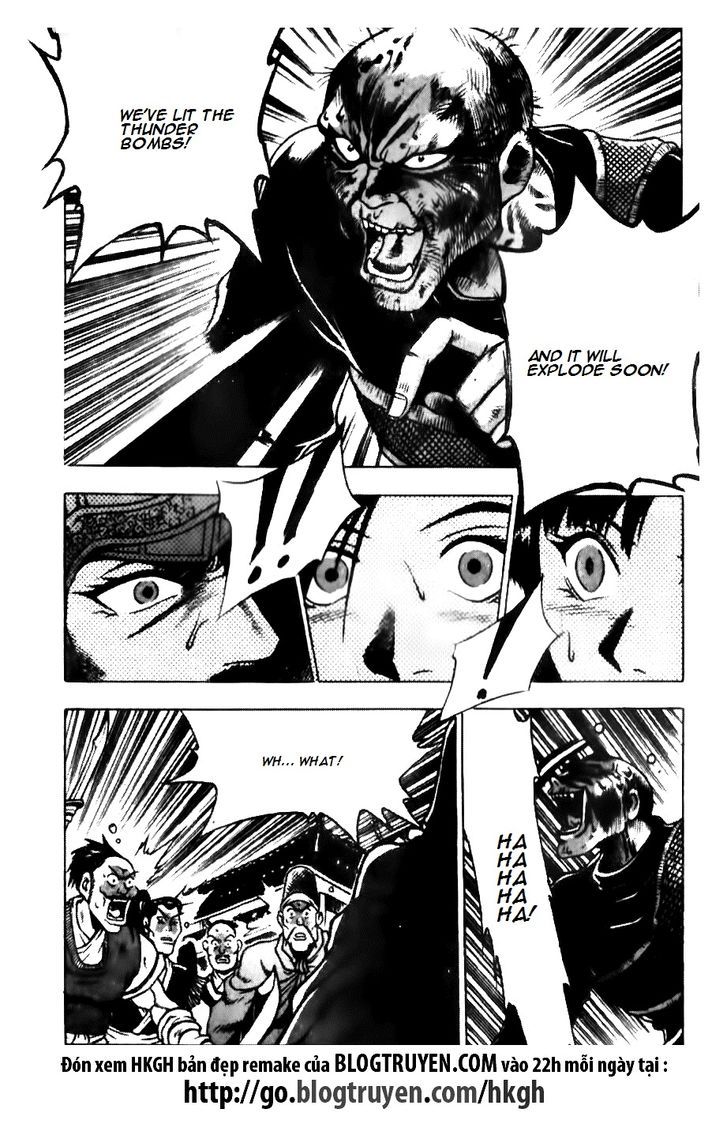 WE'VE LIT THE
THUNDER
BOMBS!
AND IT WILL
EXPLODE SOON!
!!
!
WH... WHAT!
HA
HA
HA
HA
HA!
Đón xem HKGH bản đẹp remake của BLOGTRUYEN.COM vào 22h mỗi ngày tại :
http://go.blogtruyen.com/hkgh